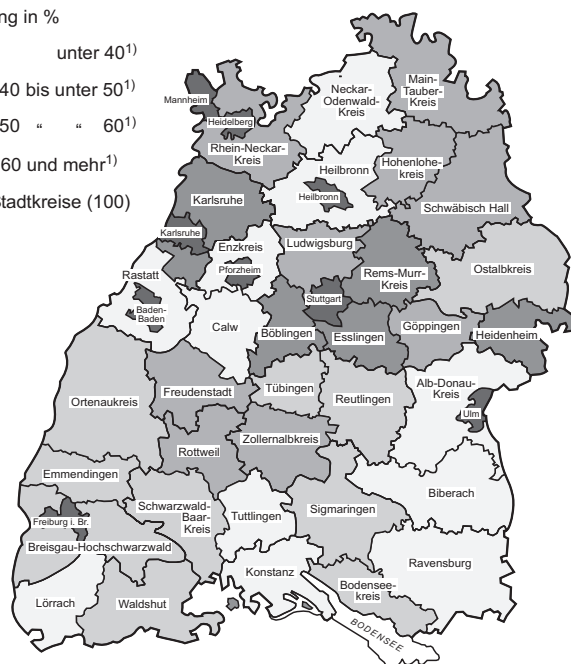 ng in %
unter 40¹⁾
40 bis unter 50¹⁾
50 “ “ 60¹⁾
60 und mehr¹⁾
Stadtkreise (100)
Main-
Tauber-
Kreis
Neckar-
Odenwald-
Kreis
Mannheim
Heidelberg
Rhein-Neckar-
Kreis
Hohenlohe-
kreis
Heilbronn
Heilbronn
Karlsruhe
Schwäbisch Hall
Karlsruhe
Enzkreis
Ludwigsburg
Pforzheim
Rems-Murr-
Kreis
Ostalbkreis
Rastatt
Baden-
Baden
Stuttgart
Calw
Böblingen
Esslingen
Göppingen
Heidenheim
Alb-Donau-
Kreis
Ulm
Ortenaukreis
Freudenstadt
Tübingen
Reutlingen
Zollernalbkreis
Rottweil
Emmendingen
Biberach
Schwarzwald-
Baar-
Kreis
Tuttlingen
Sigmaringen
Freiburg i. Br.
Breisgau-Hochschwarzwald
Ravensburg
Konstanz
Bodensee-
kreis
Lörrach
Waldshut
BODENSEE